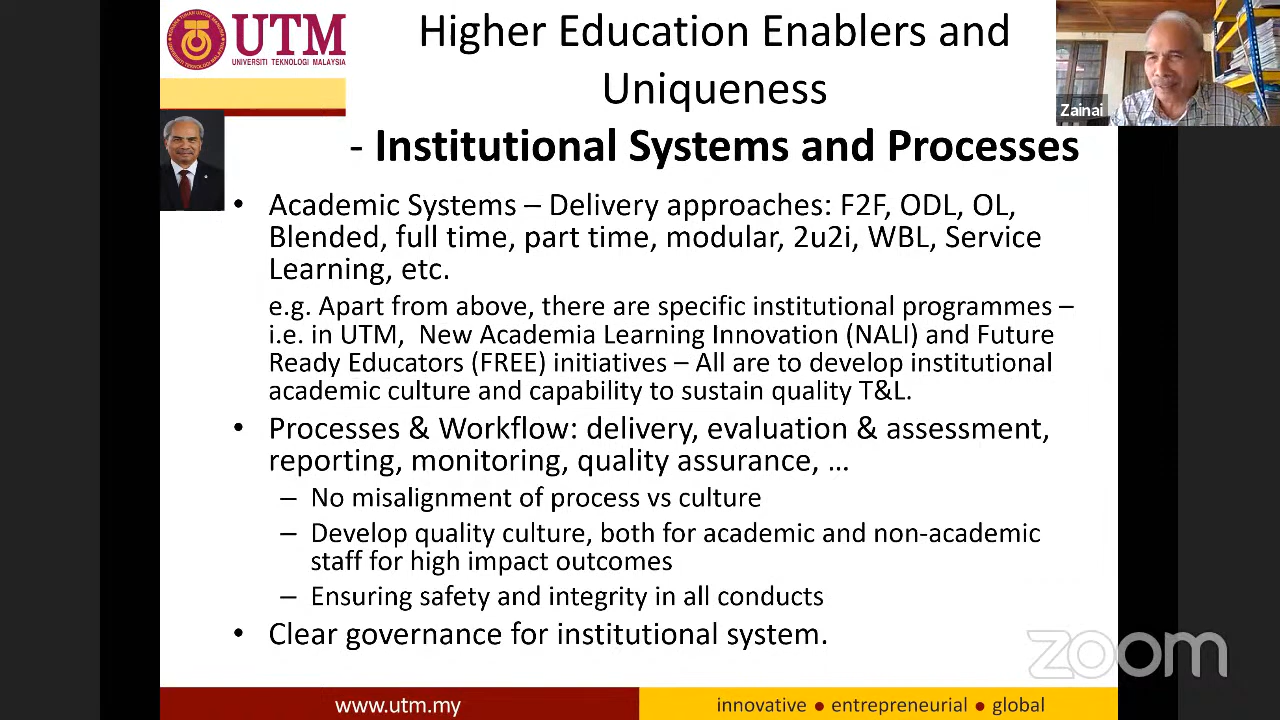 UTM
UNIVERSITI TEKNOLOGI MALAYSIA
Higher Education Enablers and
Uniqueness
- Institutional Systems and Processes
Zainai
• Academic Systems – Delivery approaches: F2F, ODL, OL,
Blended, full time, part time, modular, 2u2i, WBL, Service
Learning, etc.
e.g. Apart from above, there are specific institutional programmes –
i.e. in UTM, New Academia Learning Innovation (NALI) and Future
Ready Educators (FREE) initiatives – All are to develop institutional
academic culture and capability to sustain quality T&L.
• Processes & Workflow: delivery, evaluation & assessment,
reporting, monitoring, quality assurance, …
– No misalignment of process vs culture
– Develop quality culture, both for academic and non-academic
staff for high impact outcomes
– Ensuring safety and integrity in all conducts
• Clear governance for institutional system.
zoom
www.utm.my
innovative ● entrepreneurial ● global